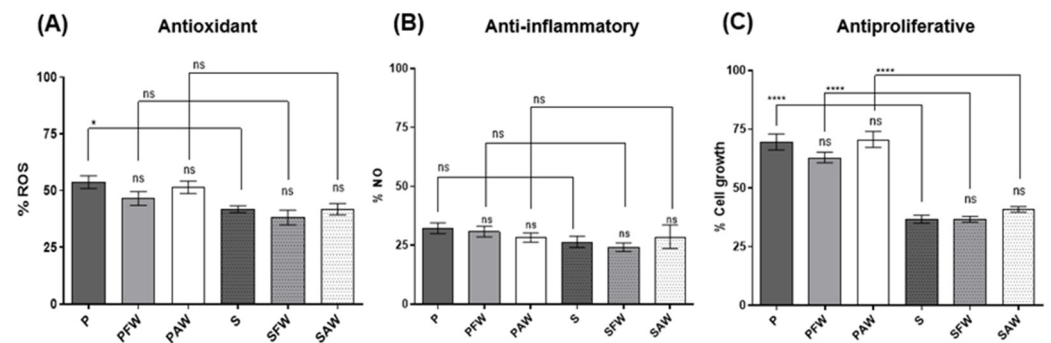 (A) Antioxidant
% ROS
100
75
50
25
0
*
ns
ns
ns
ns
ns
ns
ns
P
PFW
PAW
S
SFW
SAW
(B) Anti-inflammatory
% NO
100
75
50
25
0
ns
ns
ns
ns
ns
ns
ns
P
PFW
PAW
S
SFW
SAW
(C) Antiproliferative
% Cell growth
100
75
50
25
0
****
****
****
ns
ns
ns
ns
P
PFW
PAW
S
SFW
SAW